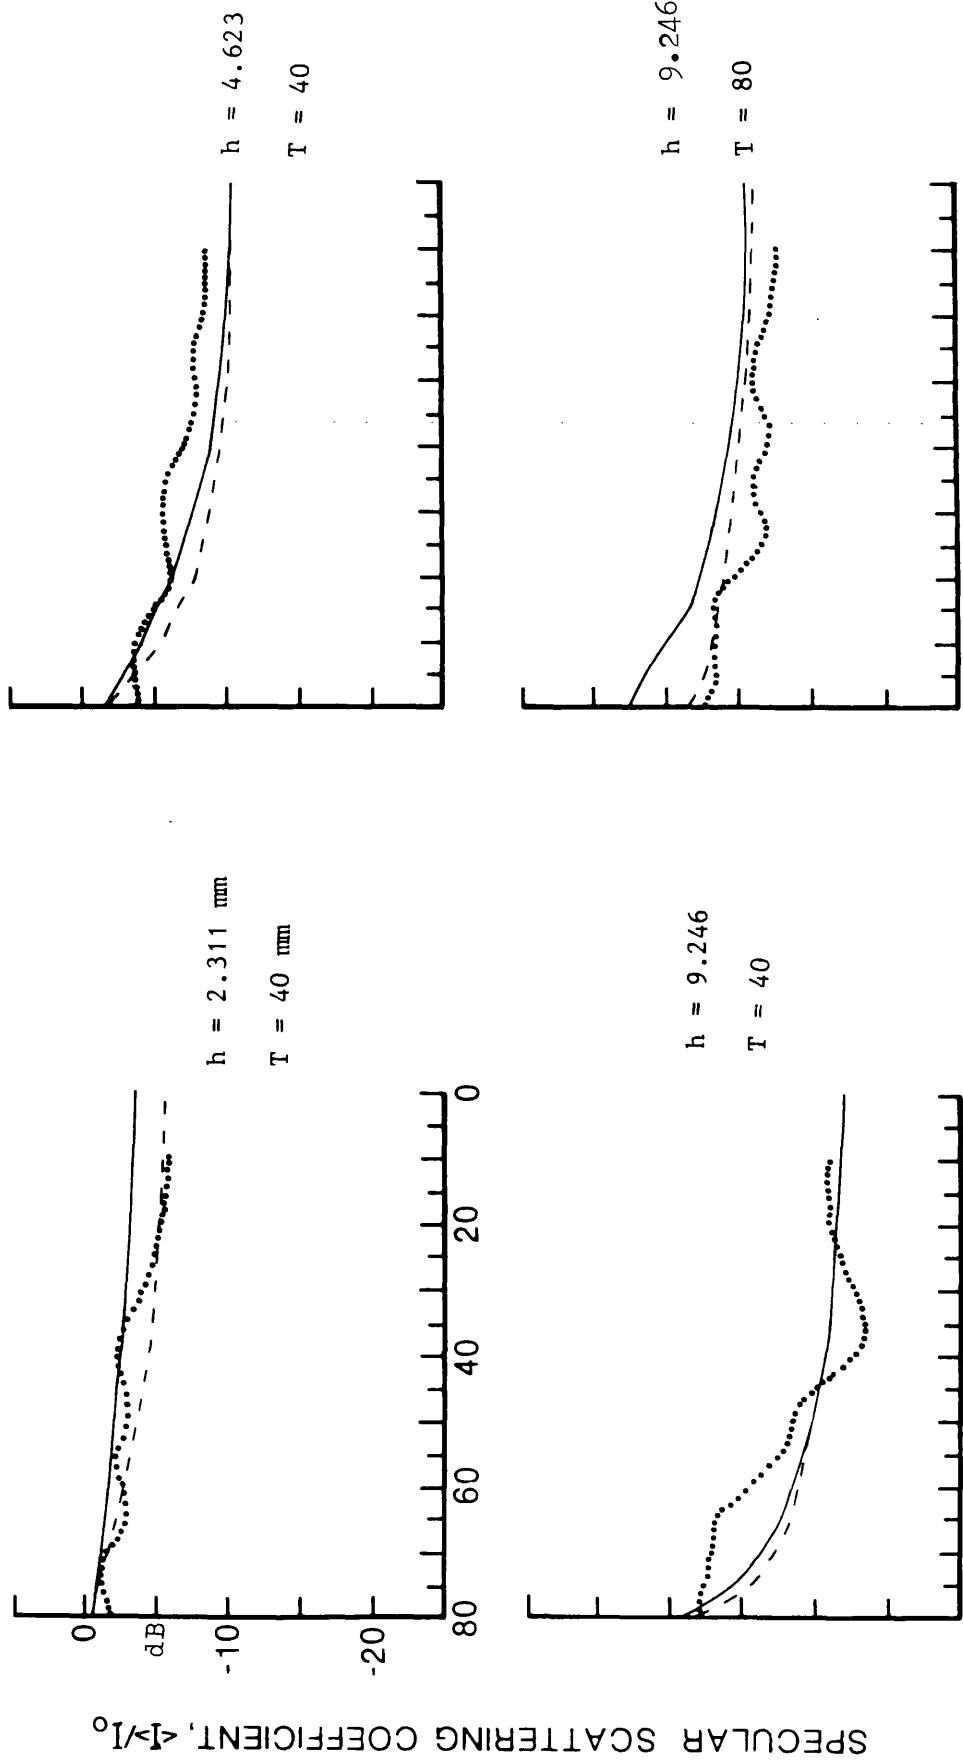 SPECULAR SCATTERING COEFFICIENT, <I>/I₀
0
dB
-10
-20
80
60
40
20
0
h = 2.311 mm
T = 40 mm
h = 4.623
T = 40
h = 9.246
T = 40
h = 9.246
T = 80